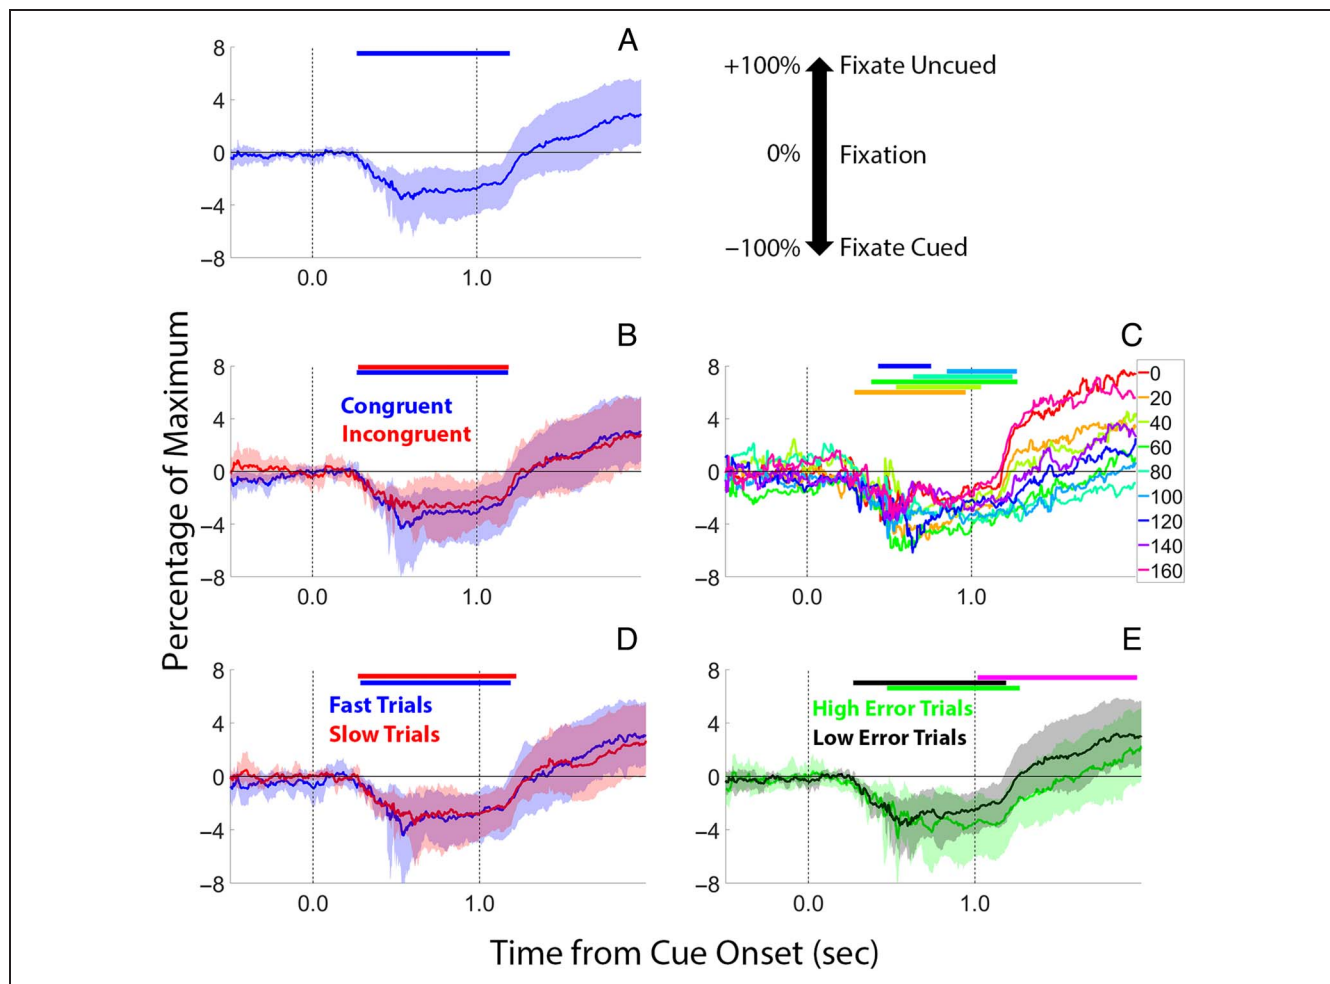 A
8
4
0
−4
−8
0.0
1.0
+100%
Fixate Uncued
0%
Fixation
−100%
Fixate Cued
Percentage of Maximum
B
8
4
0
−4
−8
Congruent
Incongruent
0.0
1.0
C
8
4
0
−4
−8
0.0
1.0
0
20
40
60
80
100
120
140
160
D
8
4
0
−4
−8
Fast Trials
Slow Trials
0.0
1.0
E
8
4
0
−4
−8
High Error Trials
Low Error Trials
0.0
1.0
Time from Cue Onset (sec)